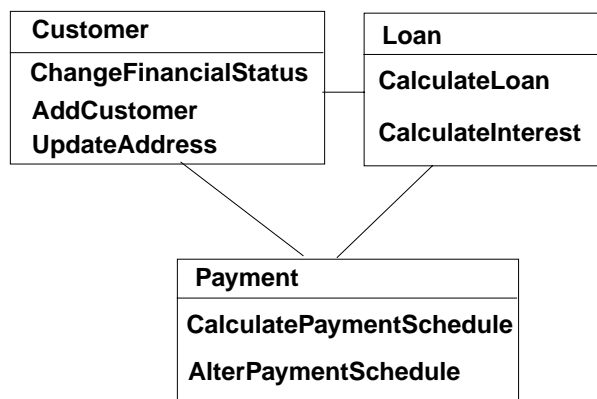 Customer
ChangeFinancialStatus
AddCustomer
UpdateAddress
Loan
CalculateLoan
CalculateInterest
Payment
CalculatePaymentSchedule
AlterPaymentSchedule